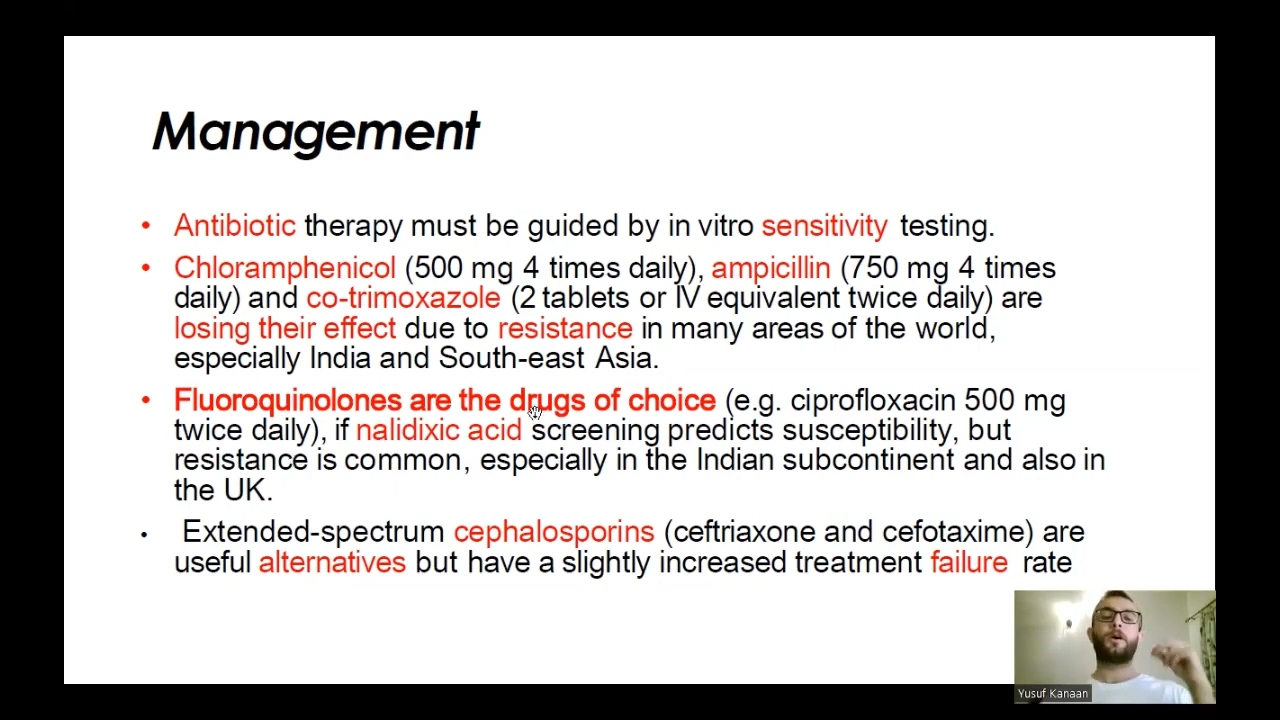 Management
• Antibiotic therapy must be guided by in vitro sensitivity testing.
• Chloramphenicol (500 mg 4 times daily), ampicillin (750 mg 4 times
daily) and co-trimoxazole (2 tablets or IV equivalent twice daily) are
losing their effect due to resistance in many areas of the world,
especially India and South-east Asia.
• Fluoroquinolones are the drugs of choice (e.g. ciprofloxacin 500 mg
twice daily), if nalidixic acid screening predicts susceptibility, but
resistance is common, especially in the Indian subcontinent and also in
the UK.
• Extended-spectrum cephalosporins (ceftriaxone and cefotaxime) are
useful alternatives but have a slightly increased treatment failure rate
Yusuf Kanaan